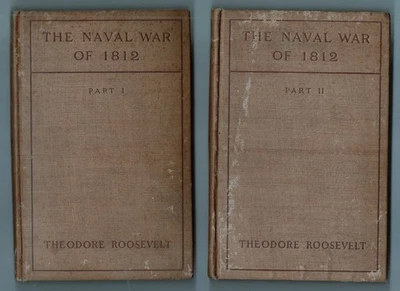 THE NAVAL WAR
OF 1812
PART I
THEODORE ROOSEVELT
THE NAVAL WAR
OF 1812
PART II
THEODORE ROOSEVELT